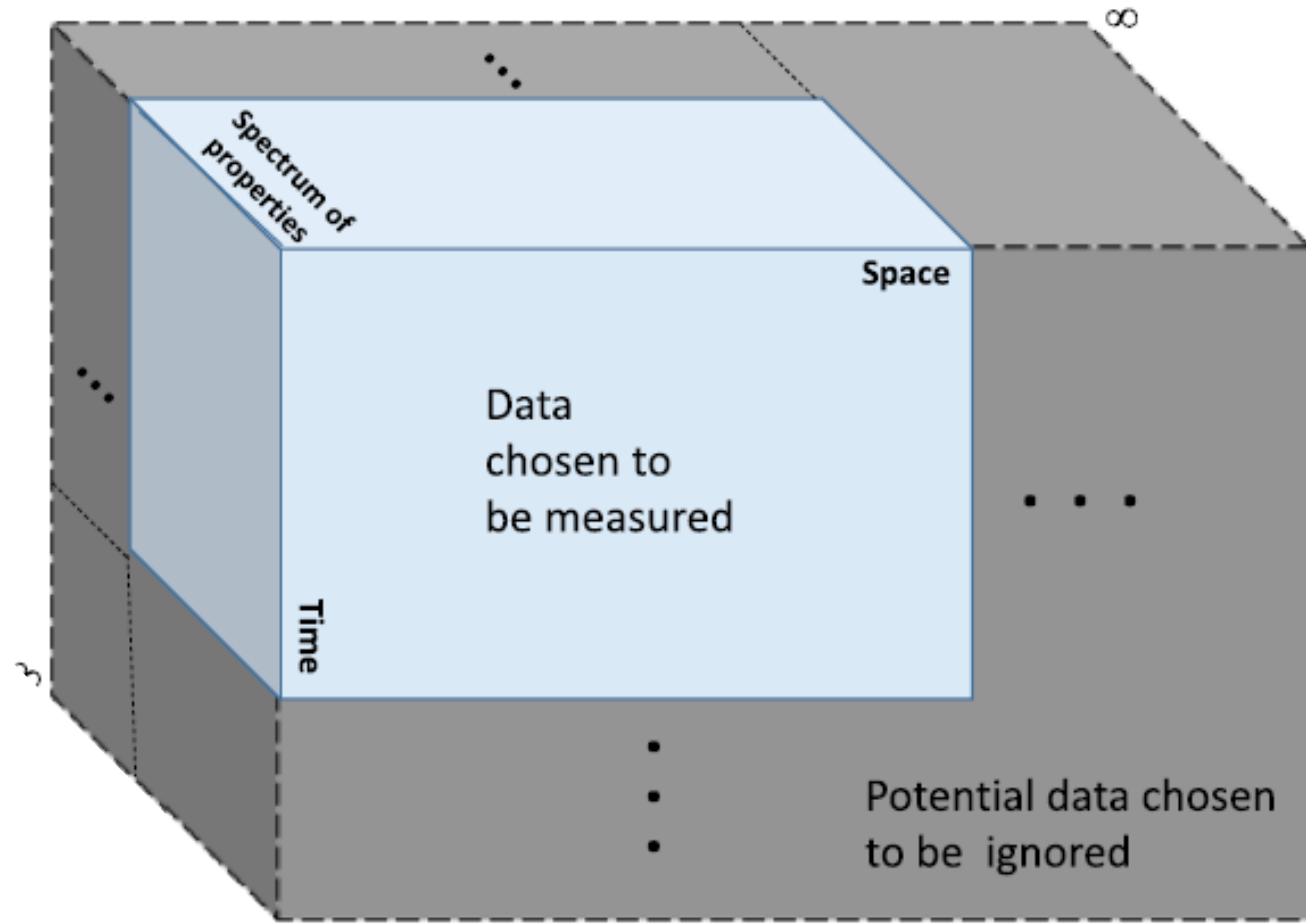 ∞
Spectrum of
properties
Space
Data
chosen to
be measured
Time
Potential data chosen
to be ignored